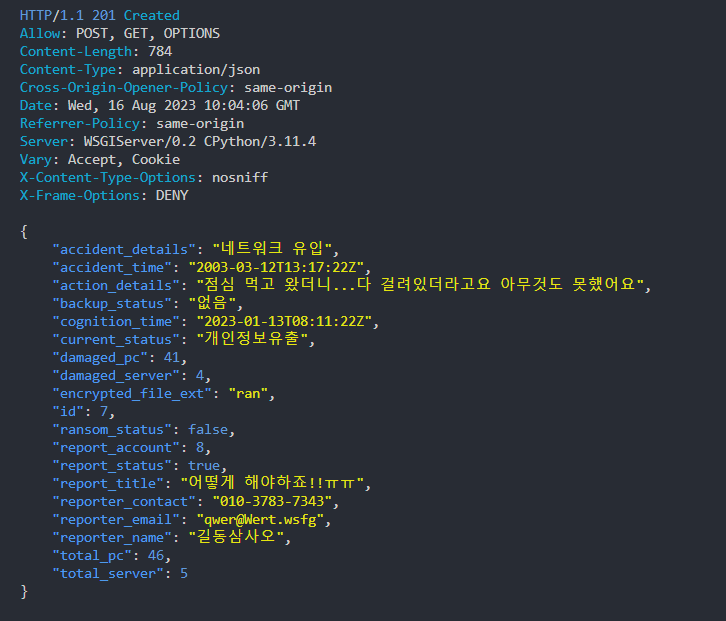 HTTP/1.1 201 Created
Allow: POST, GET, OPTIONS
Content-Length: 784
Content-Type: application/json
Cross-Origin-Opener-Policy: same-origin
Date: Wed, 16 Aug 2023 10:04:06 GMT
Referrer-Policy: same-origin
Server: WSGIServer/0.2 CPython/3.11.4
Vary: Accept, Cookie
X-Content-Type-Options: nosniff
X-Frame-Options: DENY
{
"accident_details": "네트워크 유입",
"accident_time": "2003-03-12T13:17:22Z",
"action_details": "점심 먹고 왔더니...다 걸려있더라고요 아무것도 못했어요",
"backup_status": "없음",
"cognition_time": "2023-01-13T08:11:22Z",
"current_status": "개인정보유출",
"damaged_pc": 41,
"damaged_server": 4,
"encrypted_file_ext": "ran",
"id": 7,
"ransom_status": false,
"report_account": 8,
"report_status": true,
"report_title": "어떻게 해야하죠!!ㅠㅠ",
"reporter_contact": "010-3783-7343",
"reporter_email": "qwer@Wert.wsfg",
"reporter_name": "길동삼사오",
"total_pc": 46,
"total_server": 5
}